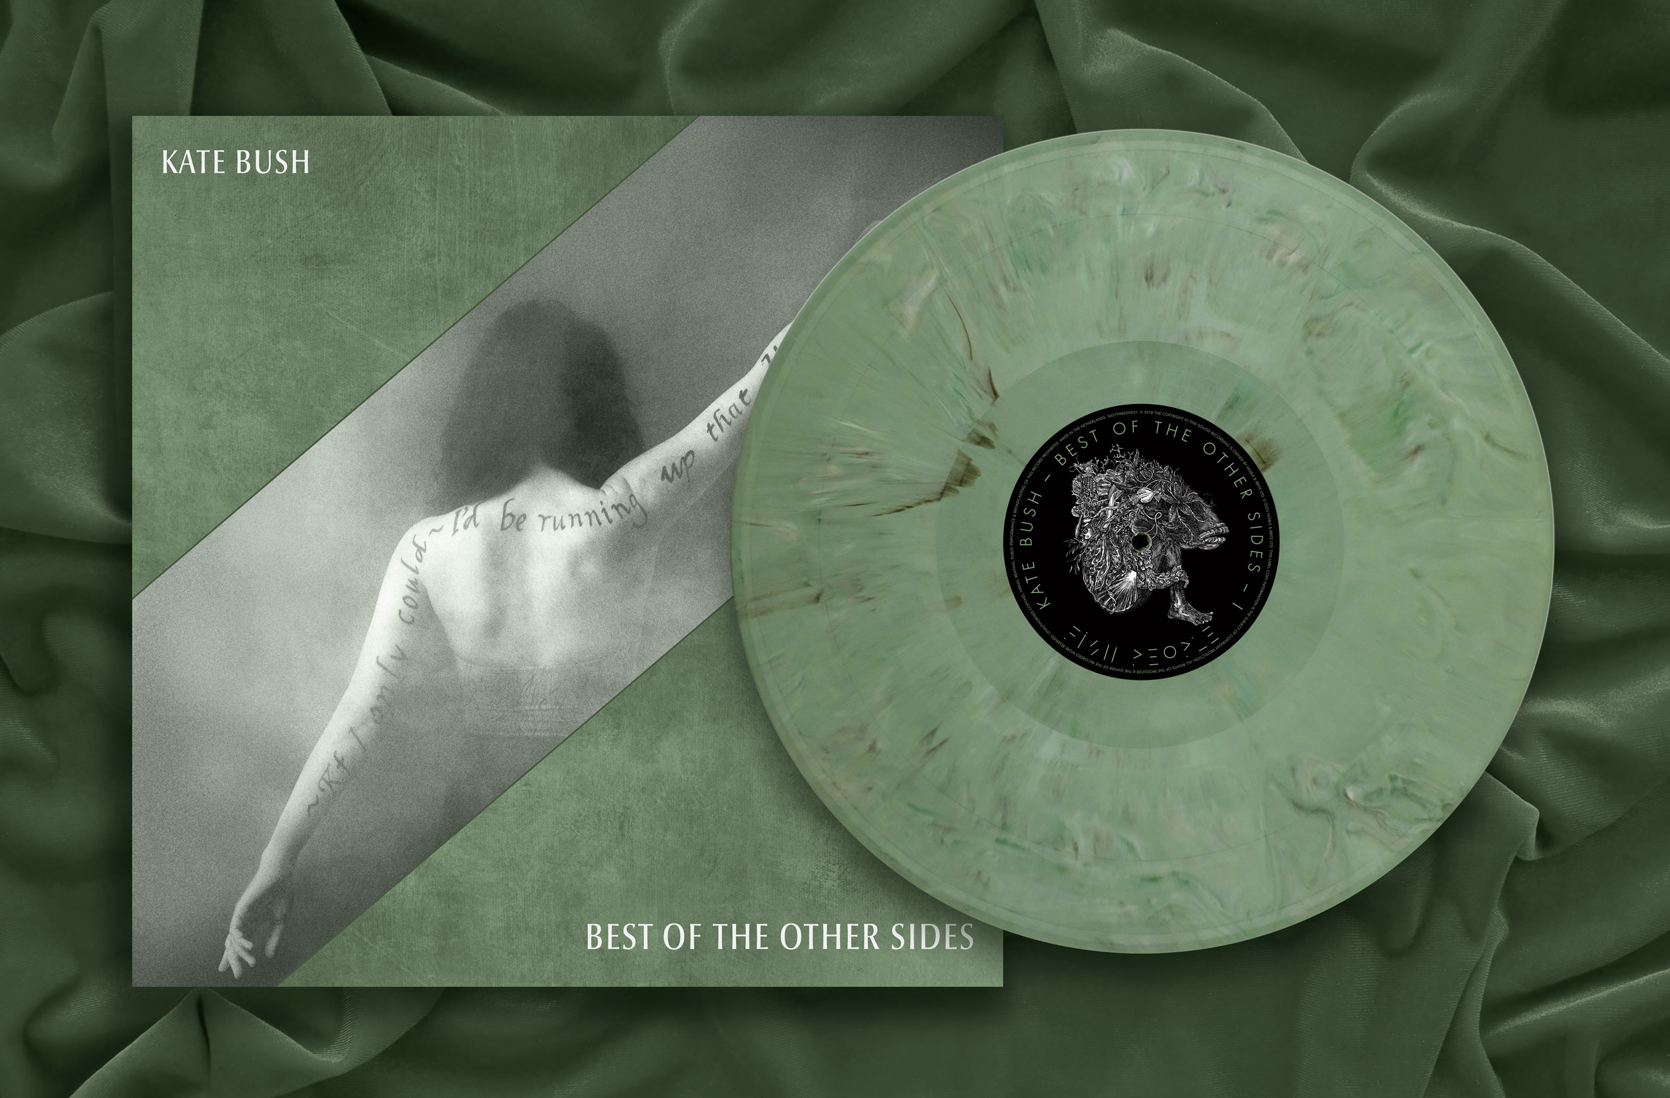 KATE BUSH
~ If I only could ~ I'd be running up that
BEST OF THE OTHER SIDES
KATE BUSH – BEST OF THE OTHER SIDES – I